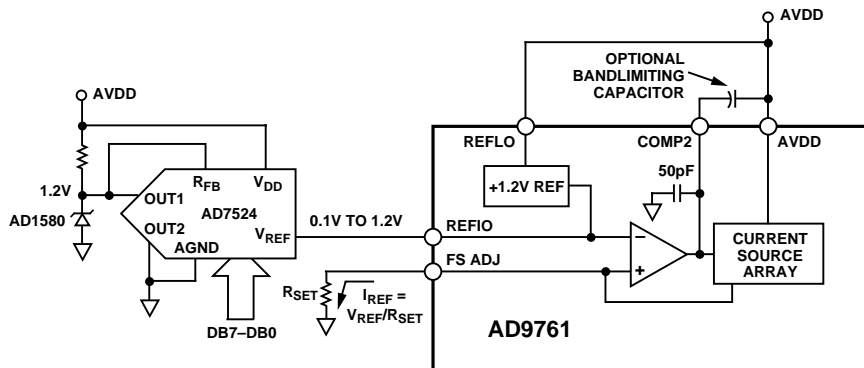 AVDD
OPTIONAL
BANDLIMITING
CAPACITOR
AVDD
REFLO
COMP2
AVDD
1.2V
AD1580
OUT1
RFB
VDD
AD7524
OUT2
AGND
VREF
DB7–DB0
0.1V TO 1.2V
REFIO
FS ADJ
RSET
IREF =
VREF/RSET
+1.2V REF
50pF
–
+
CURRENT
SOURCE
ARRAY
AD9761